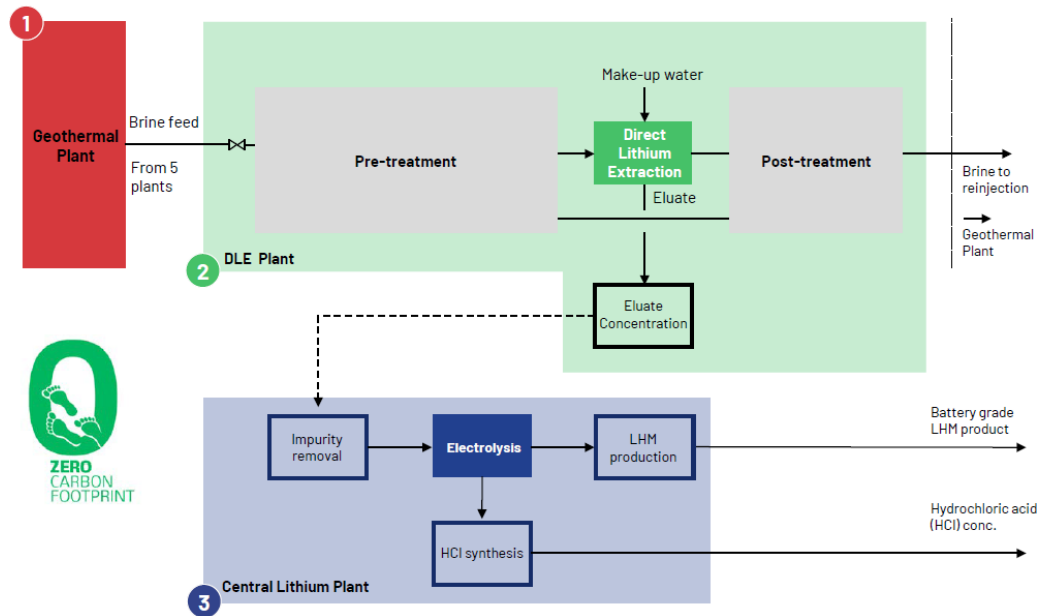 1
Geothermal
Plant
Brine feed
From 5
plants
Make-up water
Pre-treatment
Direct
Lithium
Extraction
Post-treatment
Eluate
Brine to
reinjection
Geothermal
Plant
2
DLE Plant
Eluate
Concentration
ZERO
CARBON
FOOTPRINT
Impurity
removal
Electrolysis
LHM
production
Battery grade
LHM product
HCl synthesis
Hydrochloric acid
(HCl) conc.
Central Lithium Plant
3